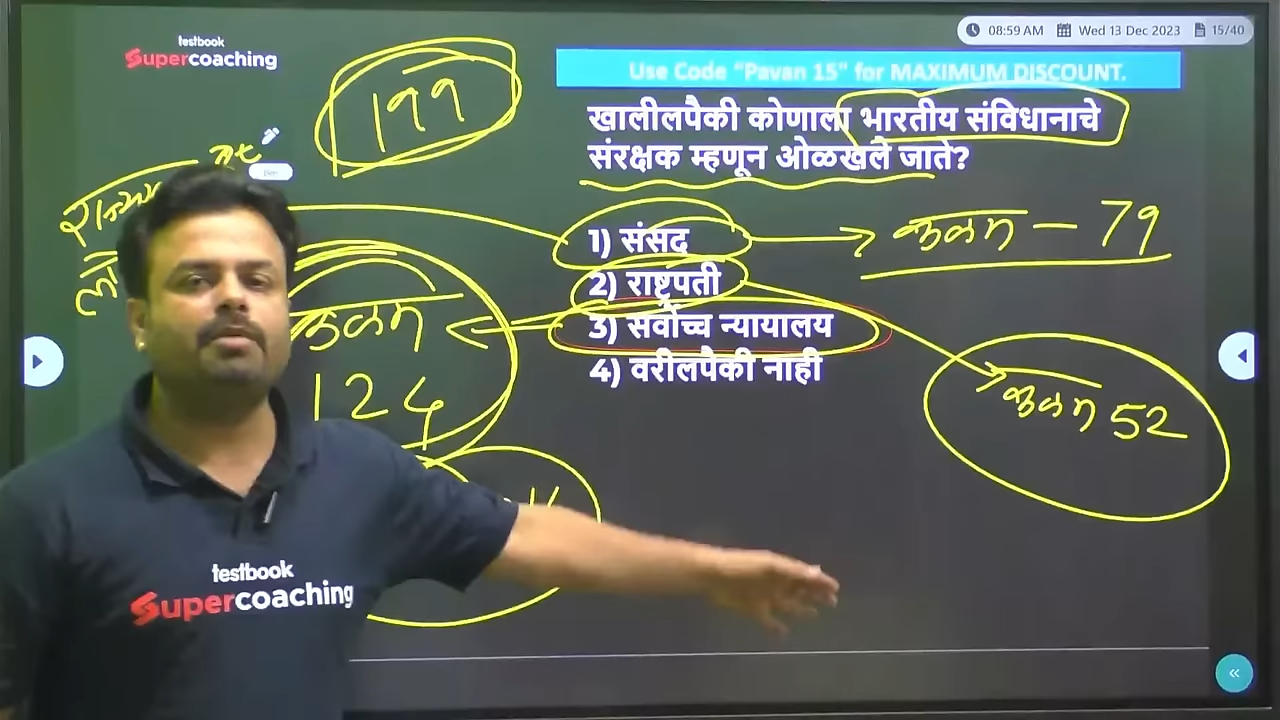 08:59 AM Wed 13 Dec 2023 15/40
testbook
Supercoaching
Use Code “Pavan 15” for MAXIMUM DISCOUNT.
199
खालीलपैकी कोणाला भारतीय संविधानाचे
संरक्षक म्हणून ओळखले जाते?
1) संसद
कलम - 79
2) राष्ट्रपती
3) सर्वोच्च न्यायालय
4) वरीलपैकी नाही
कलम
124
कलम 52
testbook
Supercoaching